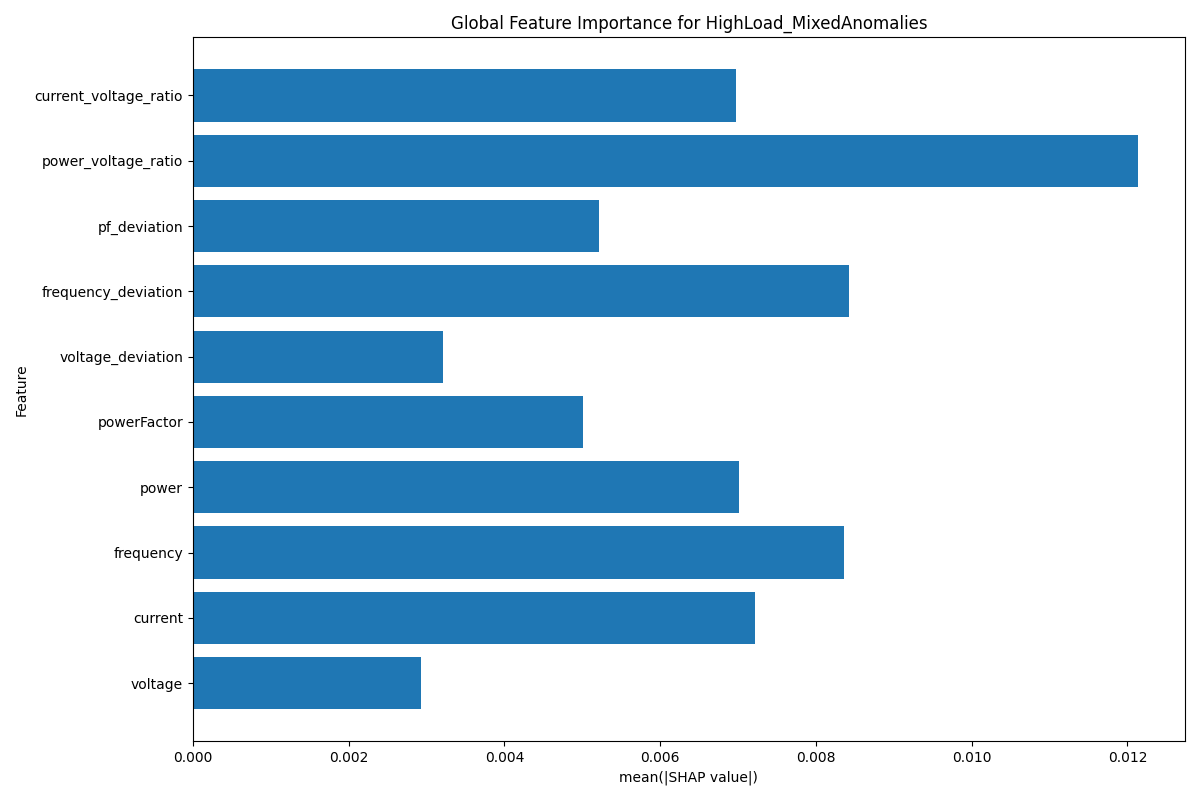 Global Feature Importance for HighLoad_MixedAnomalies
current_voltage_ratio
power_voltage_ratio
pf_deviation
frequency_deviation
voltage_deviation
powerFactor
power
frequency
current
voltage
Feature
0.000 0.002 0.004 0.006 0.008 0.010 0.012
mean(|SHAP value|)